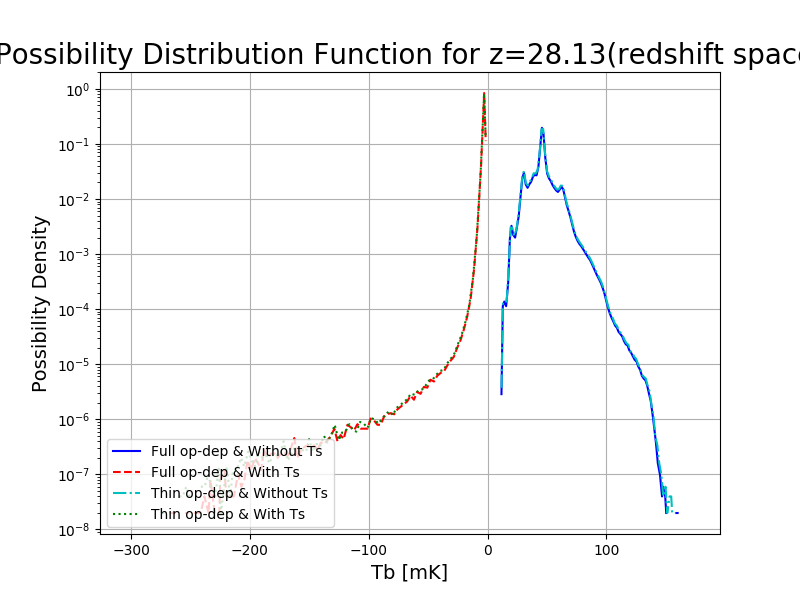 Possibility Distribution Function for z=28.13(redshift space
10⁰
10⁻¹
10⁻²
10⁻³
10⁻⁴
10⁻⁵
10⁻⁶
10⁻⁷
10⁻⁸
Possibility Density
Full op-dep & Without Ts
Full op-dep & With Ts
Thin op-dep & Without Ts
Thin op-dep & With Ts
−300 −200 −100 0 100
Tb [mK]